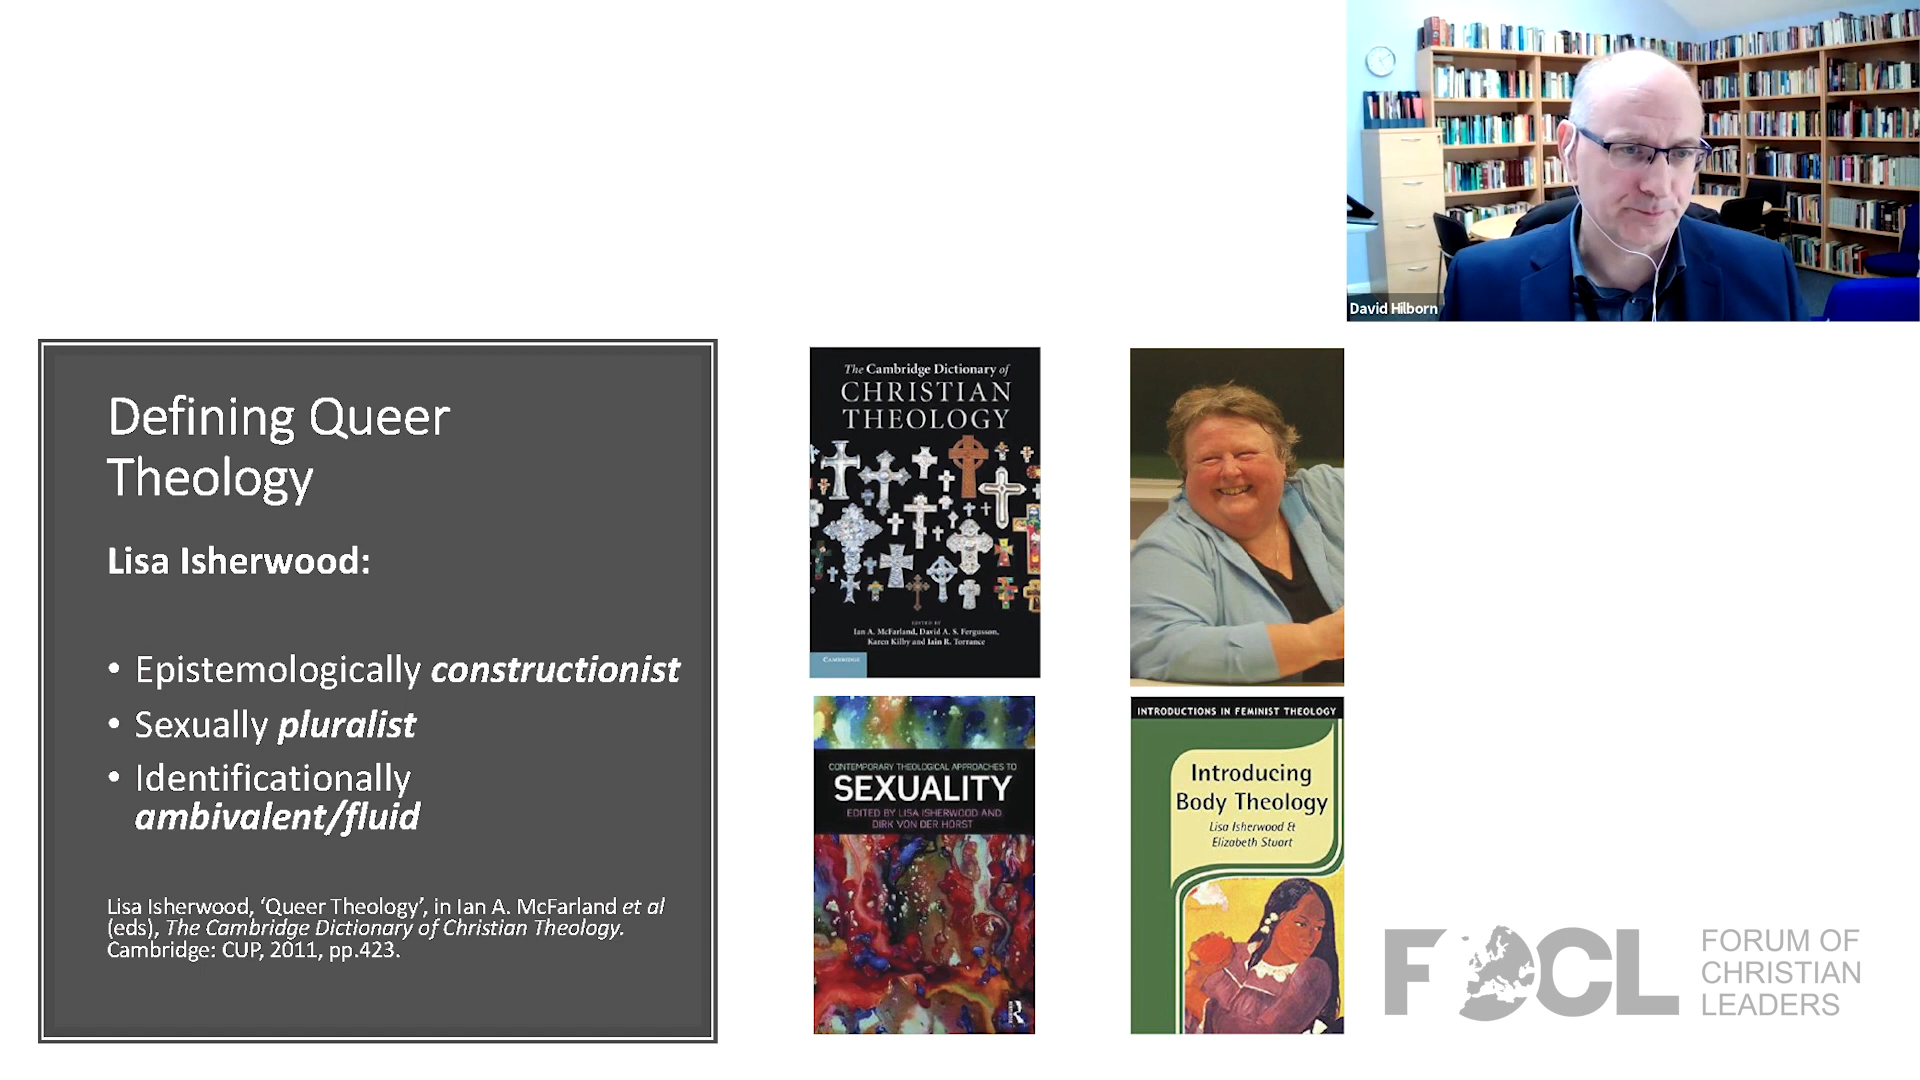 David Hilborn
Defining Queer
Theology
Lisa Isherwood:
• Epistemologically constructionist
• Sexually pluralist
• Identificationally
ambivalent/fluid
Lisa Isherwood, ‘Queer Theology’, in Ian A. McFarland et al
(eds), The Cambridge Dictionary of Christian Theology.
Cambridge: CUP, 2011, pp.423.
The Cambridge Dictionary of
CHRISTIAN
THEOLOGY
EDITED BY
Ian A. McFarland, David A. S. Fergusson,
Karen Kilby and Iain R. Torrance
CAMBRIDGE
CONTEMPORARY THEOLOGICAL APPROACHES TO
SEXUALITY
EDITED BY LISA ISHERWOOD AND
DIRK VON DER HORST
R
INTRODUCTIONS IN FEMINIST THEOLOGY
Introducing
Body Theology
Lisa Isherwood &
Elizabeth Stuart
FOCL
FORUM OF
CHRISTIAN
LEADERS